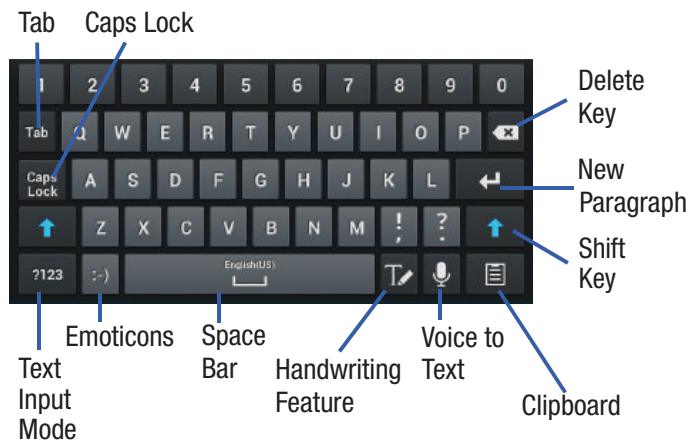 Tab Caps Lock
1 2 3 4 5 6 7 8 9 0
Delete
Key
Tab Q W E R T Y U I O P
Caps
Lock
A S D F G H J K L
New
Paragraph
Z X C V B N M ! , ? .
Shift
Key
?123 :-) English(US)
Emoticons
Space
Bar
Voice to
Text
Text
Input
Mode
Handwriting
Feature
Clipboard